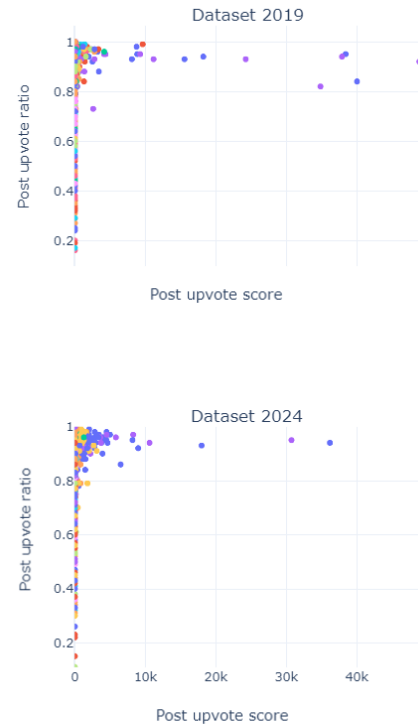 Dataset 2019
1
0.8
0.6
0.4
0.2
Post upvote ratio
Post upvote score
Dataset 2024
1
0.8
0.6
0.4
0.2
Post upvote ratio
0 10k 20k 30k 40k
Post upvote score